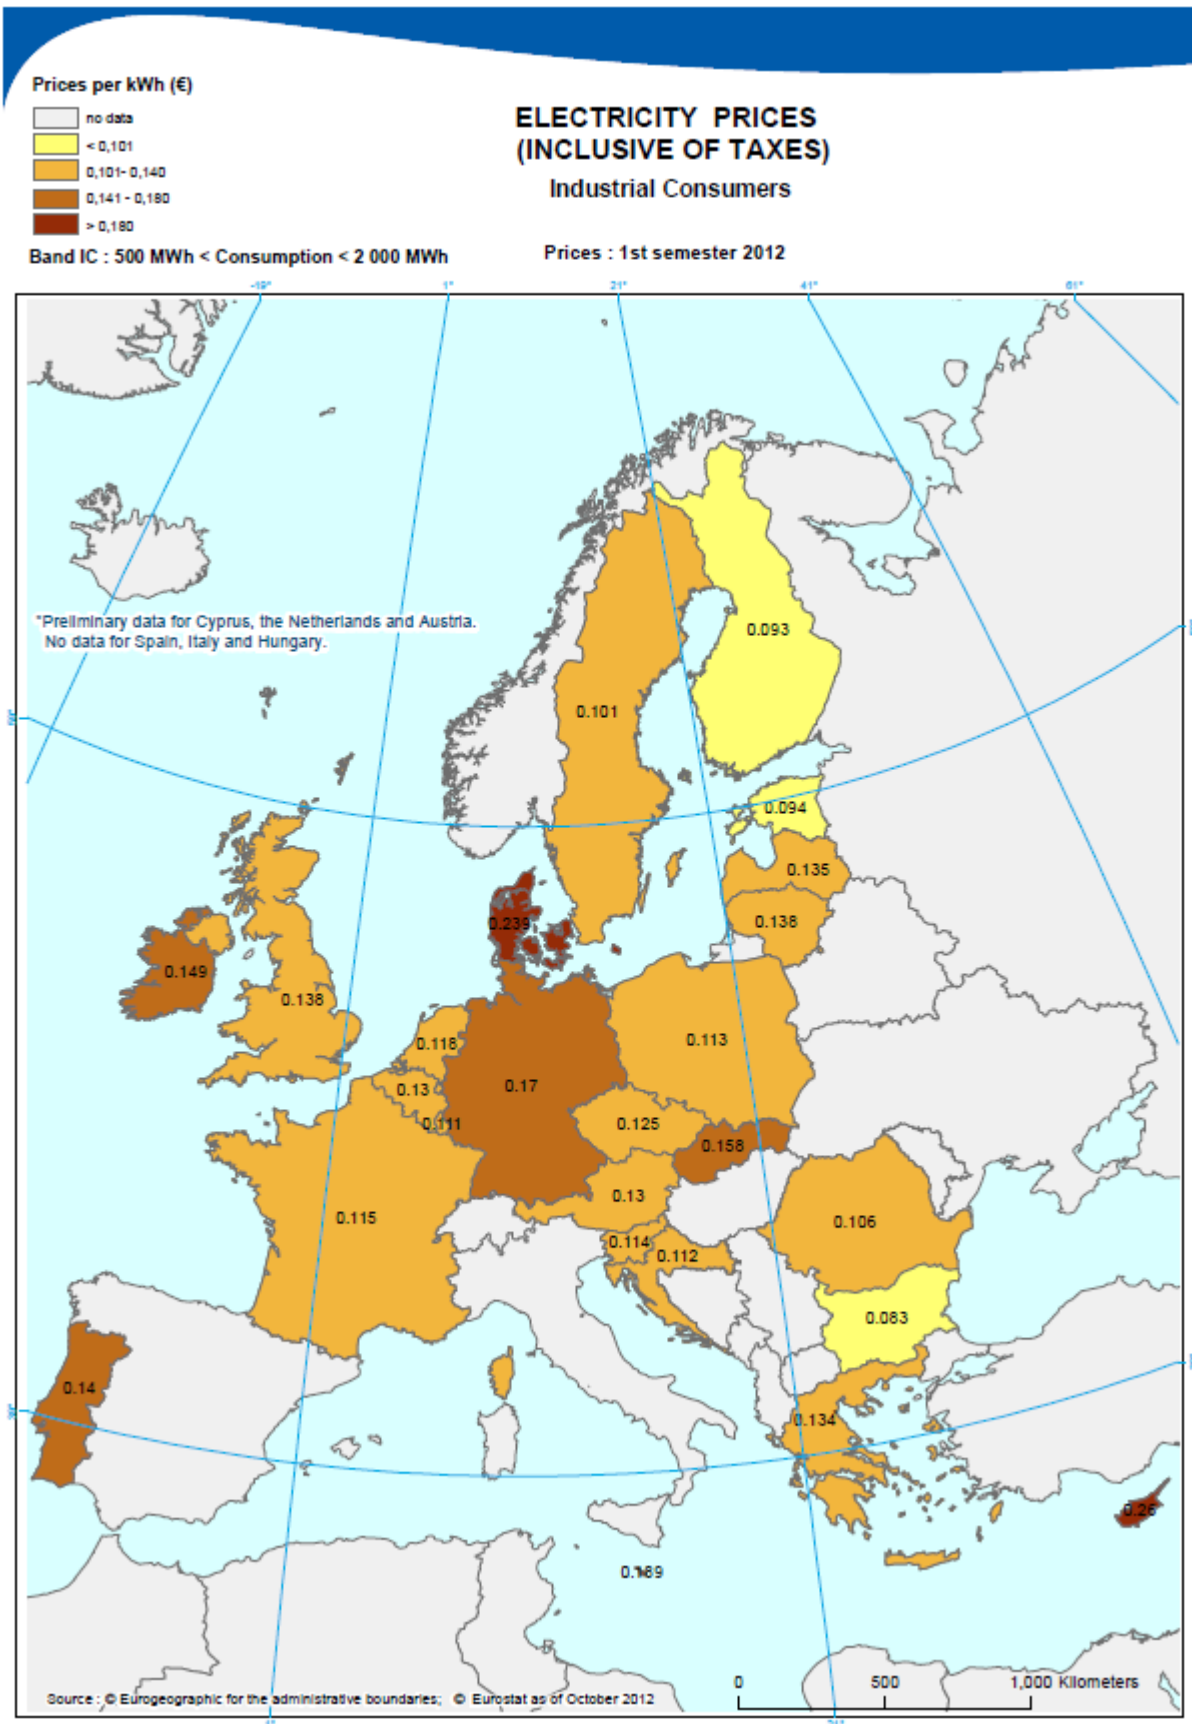 Prices per kWh (€)
no data
< 0,101
0,101- 0,140
0,141 - 0,180
> 0,180
ELECTRICITY PRICES
(INCLUSIVE OF TAXES)
Industrial Consumers
Band IC : 500 MWh < Consumption < 2 000 MWh
Prices : 1st semester 2012
-19°
1°
21°
41°
61°
*Preliminary data for Cyprus, the Netherlands and Austria.
No data for Spain, Italy and Hungary.
0.093
0.101
0.094
0.135
0.138
0.239
0.149
0.138
0.118
0.113
0.13
0.17
0.111
0.125
0.158
0.13
0.115
0.106
0.114
0.112
0.083
0.14
0.134
0.26
0 500 1,000 Kilometers
Source : © Eurogeographic for the administrative boundaries; © Eurostat as of October 2012